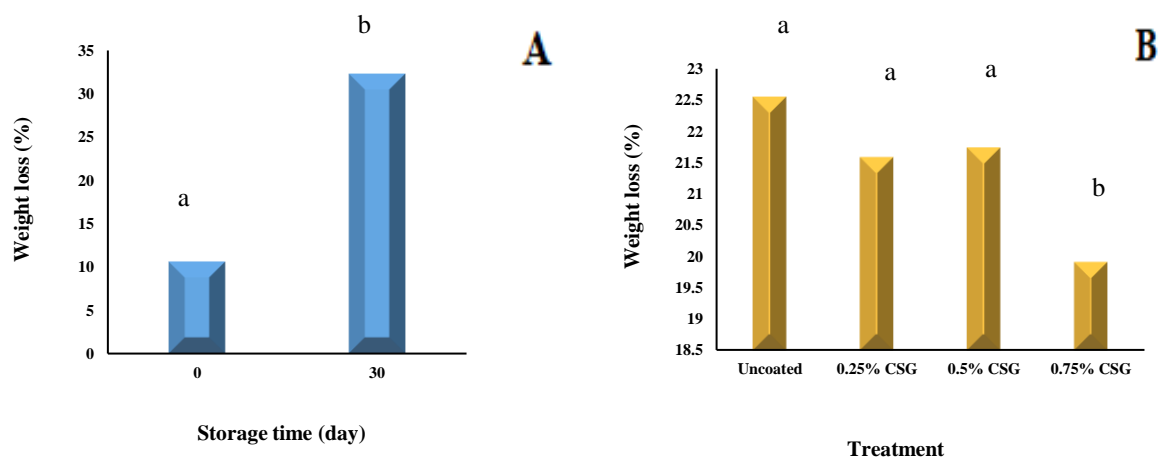 A
b
a
35
30
25
20
15
10
5
0
Weight loss (%)
0
30
Storage time (day)
B
a
a
a
b
23
22.5
22
21.5
21
20.5
20
19.5
19
18.5
Weight loss (%)
Uncoated 0.25% CSG 0.5% CSG 0.75% CSG
Treatment